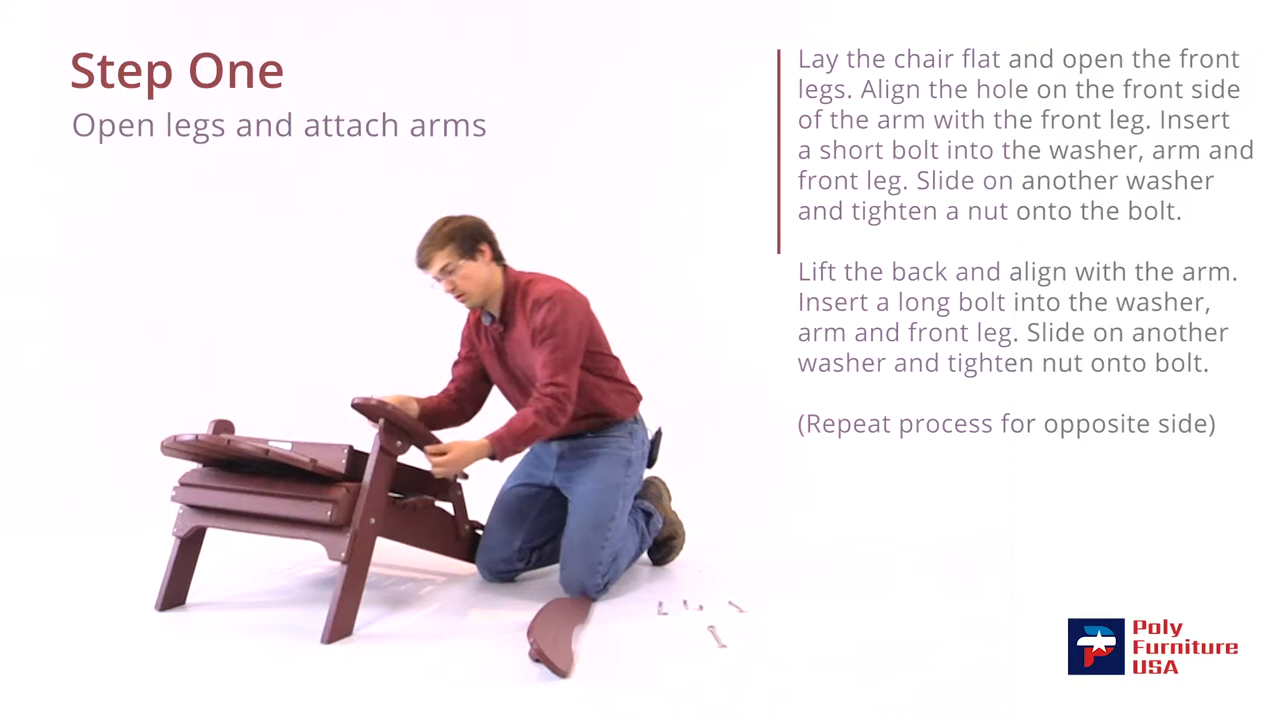 Step One
Open legs and attach arms
Lay the chair flat and open the front
legs. Align the hole on the front side
of the arm with the front leg. Insert
a short bolt into the washer, arm and
front leg. Slide on another washer
and tighten a nut onto the bolt.
Lift the back and align with the arm.
Insert a long bolt into the washer,
arm and front leg. Slide on another
washer and tighten nut onto bolt.
(Repeat process for opposite side)
Poly
Furniture
USA